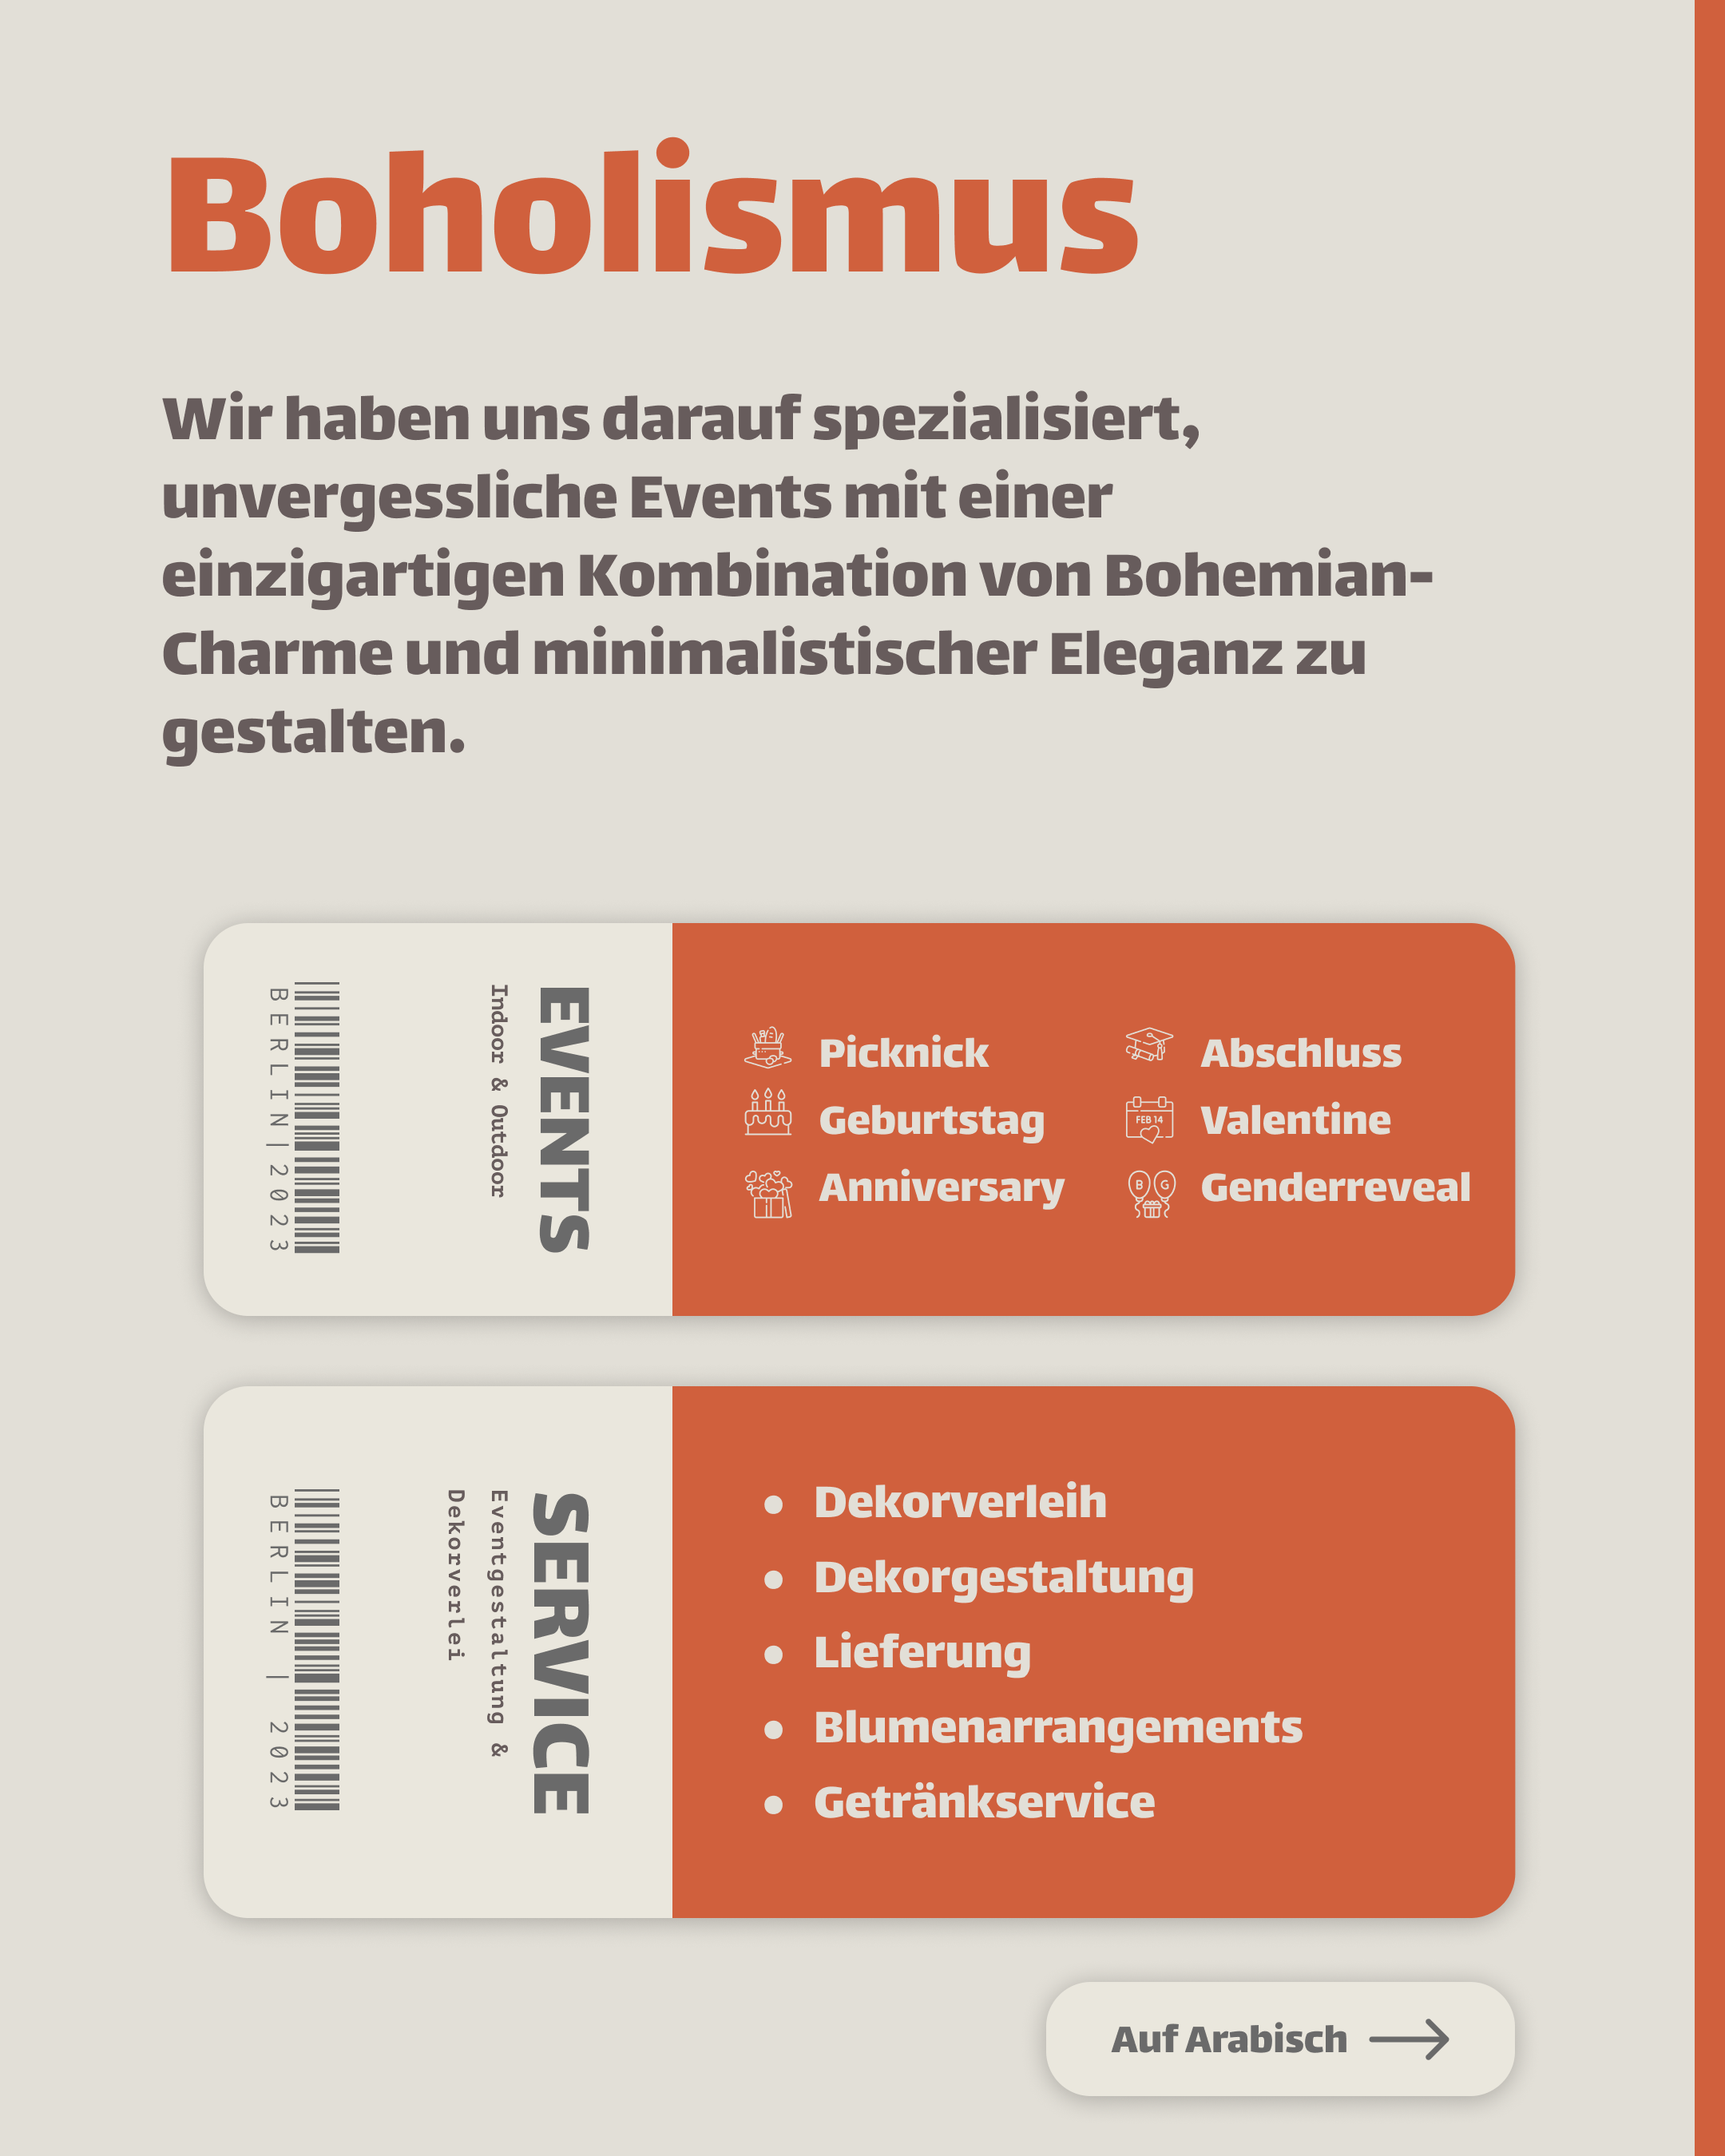 Boholismus
Wir haben uns darauf spezialisiert,
unvergessliche Events mit einer
einzigartigen Kombination von Bohemian-
Charme und minimalistischer Eleganz zu
gestalten.
EVENTS
Indoor & Outdoor
BERLIN|2023
Picknick
Geburtstag
Anniversary
Abschluss
FEB 14
Valentine
B G
Genderreveal
SERVICE
Eventgestaltung &
Dekorverlei
BERLIN | 2023
Dekorverleih
Dekorgestaltung
Lieferung
Blumenarrangements
Getränkservice
Auf Arabisch